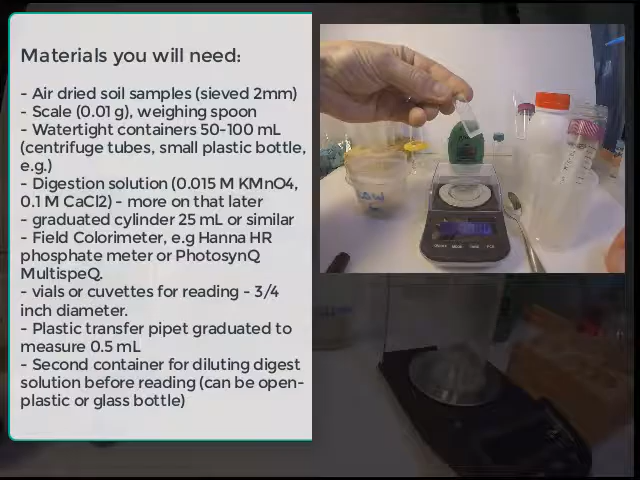 Materials you will need:
- Air dried soil samples (sieved 2mm)
- Scale (0.01 g), weighing spoon
- Watertight containers 50-100 mL
(centrifuge tubes, small plastic bottle,
e.g.)
- Digestion solution (0.015 M KMnO4,
0.1 M CaCl2) - more on that later
- graduated cylinder 25 mL or similar
- Field Colorimeter, e.g Hanna HR
phosphate meter or PhotosynQ
MultispeQ.
- vials or cuvettes for reading - 3/4
inch diameter.
- Plastic transfer pipet graduated to
measure 0.5 mL
- Second container for diluting digest
solution before reading (can be open-
plastic or glass bottle)